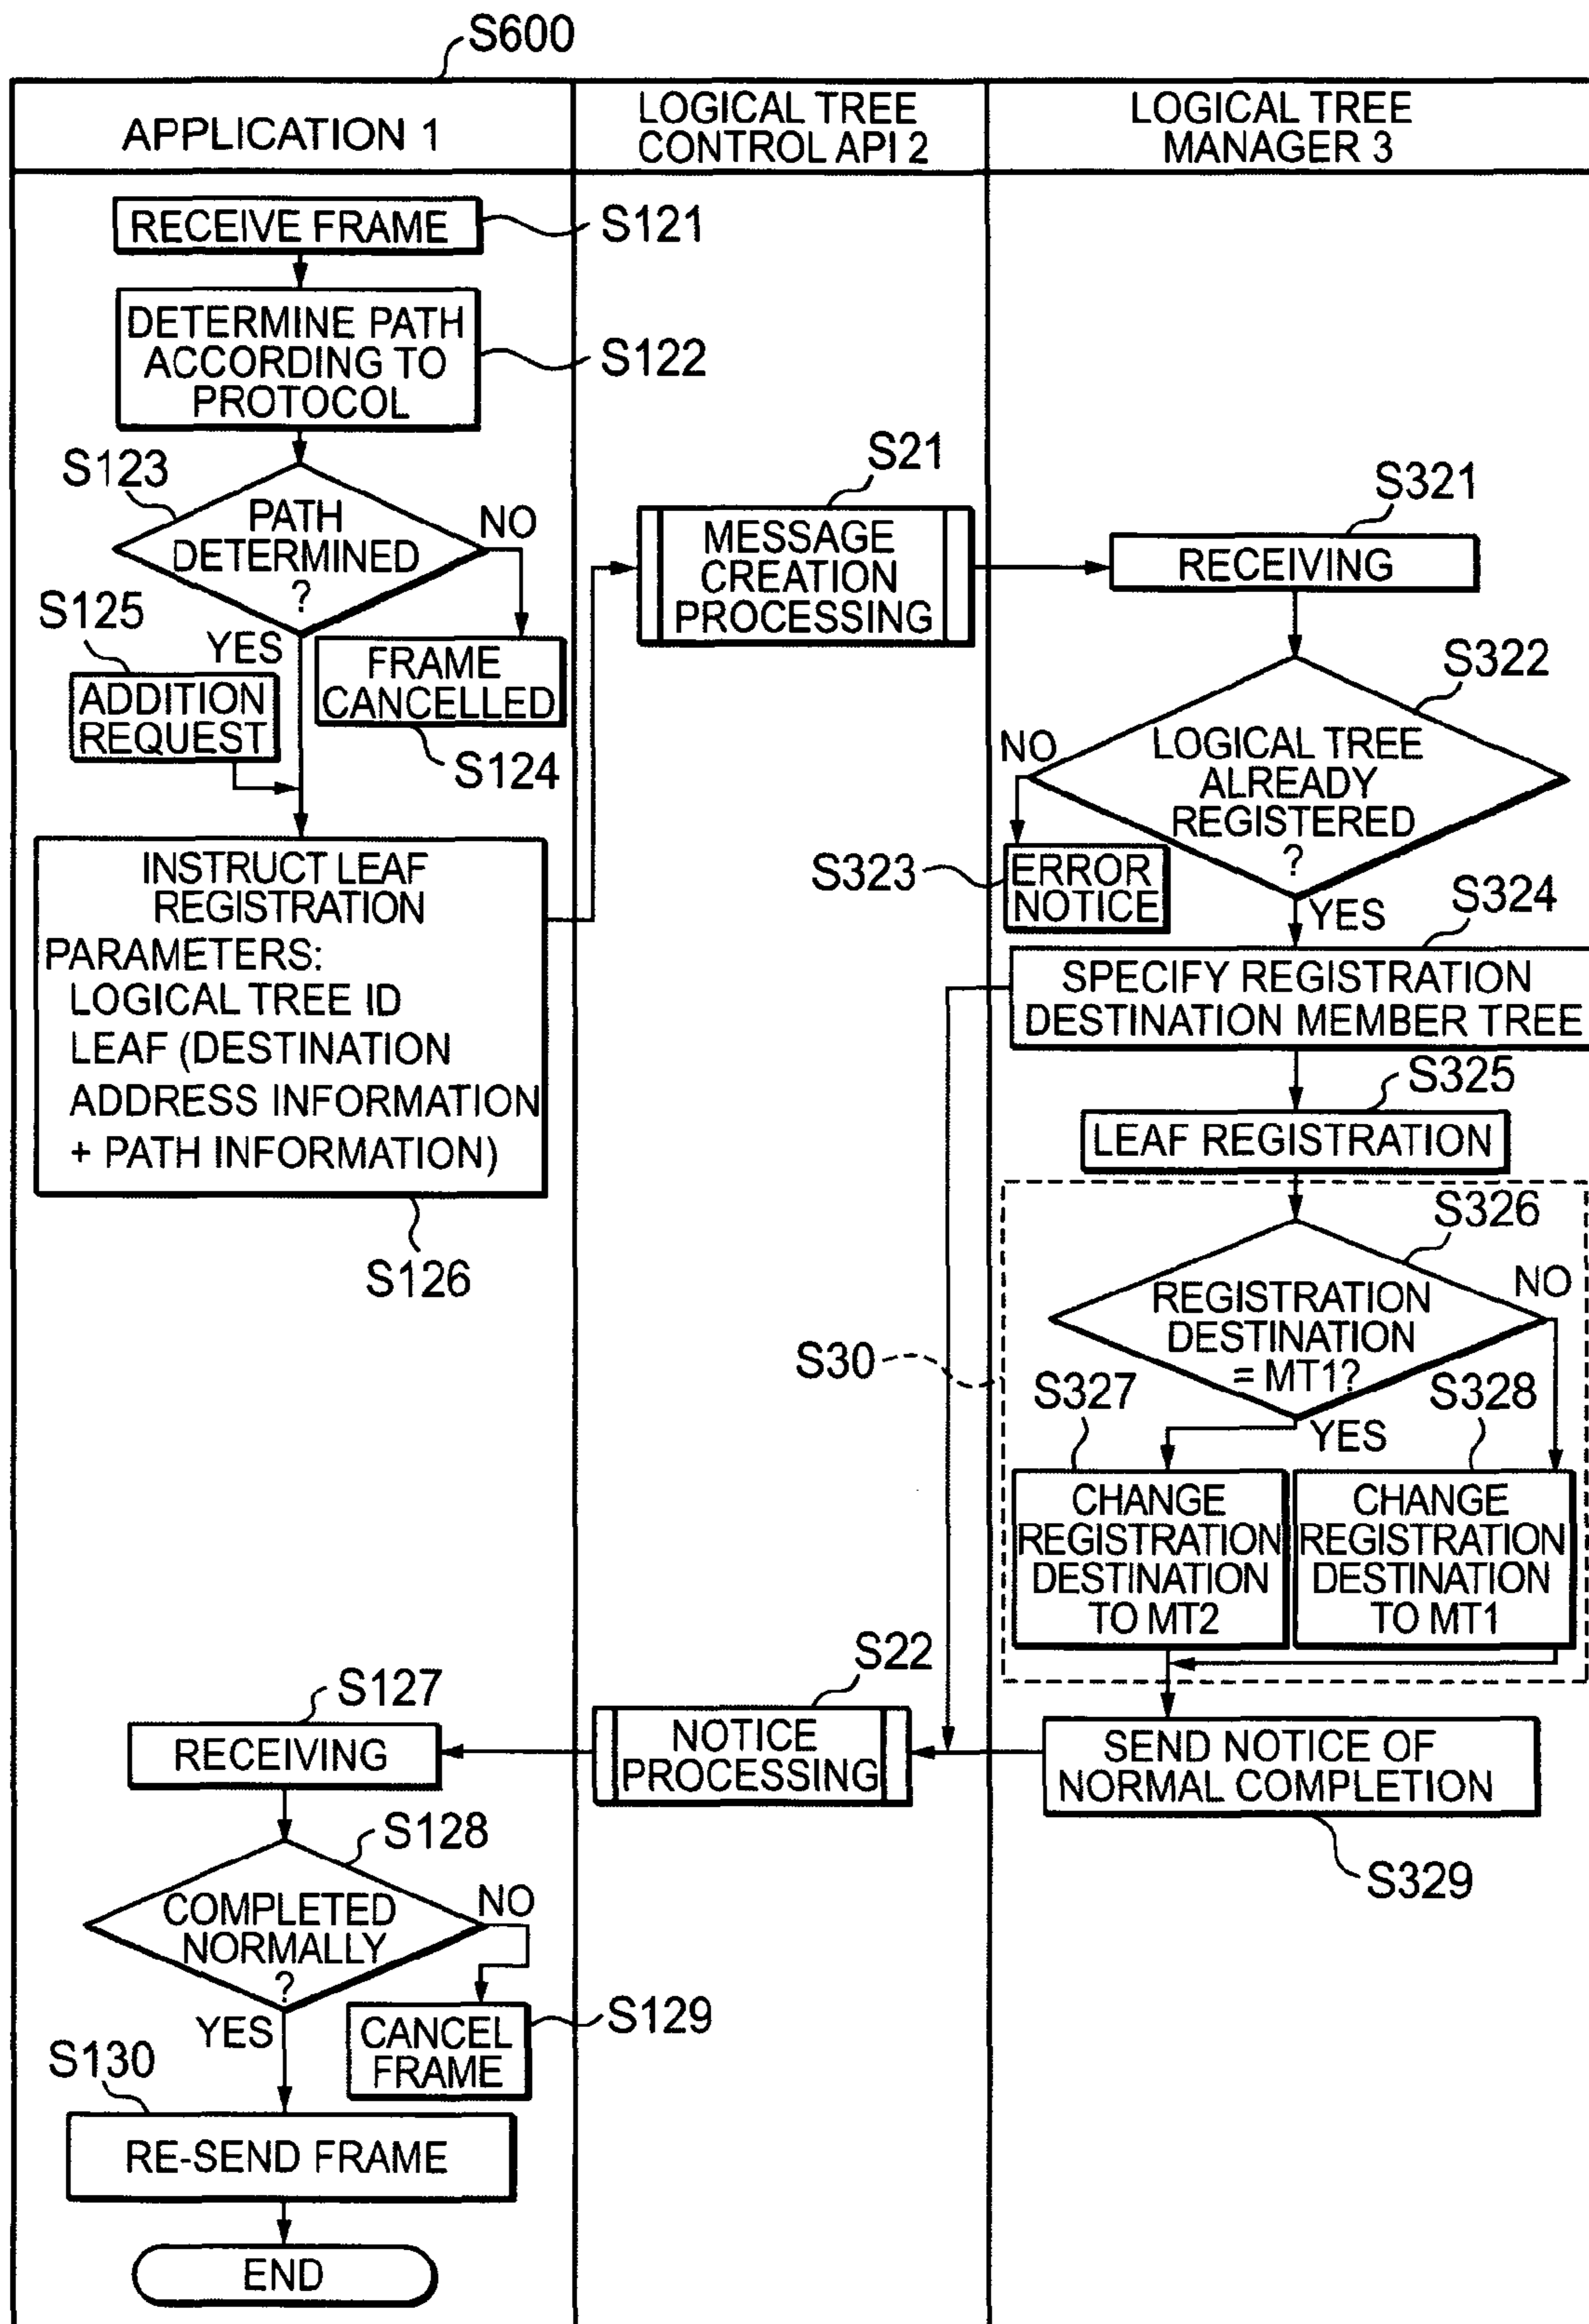 S600
APPLICATION 1
LOGICAL TREE
CONTROL API 2
LOGICAL TREE
MANAGER 3
RECEIVE FRAME
S121
DETERMINE PATH
ACCORDING TO
PROTOCOL
S122
S123
PATH
DETERMINED
?
NO
YES
S125
ADDITION
REQUEST
FRAME
CANCELLED
S124
INSTRUCT LEAF
REGISTRATION
PARAMETERS:
LOGICAL TREE ID
LEAF (DESTINATION
ADDRESS INFORMATION
+ PATH INFORMATION)
S126
S21
MESSAGE
CREATION
PROCESSING
S321
RECEIVING
S322
LOGICAL TREE
ALREADY
REGISTERED
?
NO
S323
ERROR
NOTICE
YES
S324
SPECIFY REGISTRATION
DESTINATION MEMBER TREE
S325
LEAF REGISTRATION
S326
REGISTRATION
DESTINATION
= MT1?
NO
S30
S327
YES
S328
CHANGE
REGISTRATION
DESTINATION
TO MT2
CHANGE
REGISTRATION
DESTINATION
TO MT1
SEND NOTICE OF
NORMAL COMPLETION
S329
S22
NOTICE
PROCESSING
S127
RECEIVING
S128
COMPLETED
NORMALLY
?
NO
YES
CANCEL
FRAME
S129
S130
RE-SEND FRAME
END